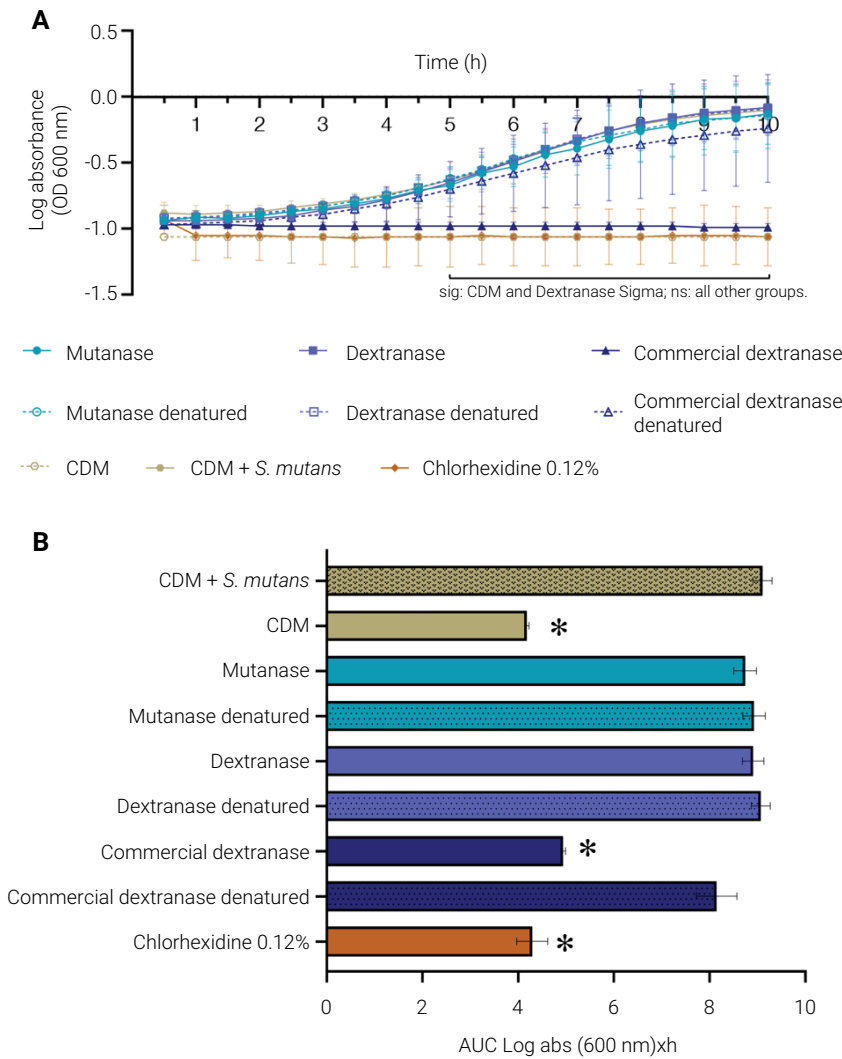 A
0.5
Time (h)
0.0
1 2 3 4 5 6 7 8 9 10
Log absorbance
(OD 600 nm)
-0.5
-1.0
-1.5
sig: CDM and Dextranase Sigma; ns: all other groups.
Mutanase Dextranase Commercial dextranase
Mutanase denatured Dextranase denatured Commercial dextranase
denatured
CDM CDM + S. mutans Chlorhexidine 0.12%
B
CDM + S. mutans
CDM *
Mutanase
Mutanase denatured
Dextranase
Dextranase denatured
Commercial dextranase *
Commercial dextranase denatured
Chlorhexidine 0.12% *
0 2 4 6 8 10
AUC Log abs (600 nm)xh